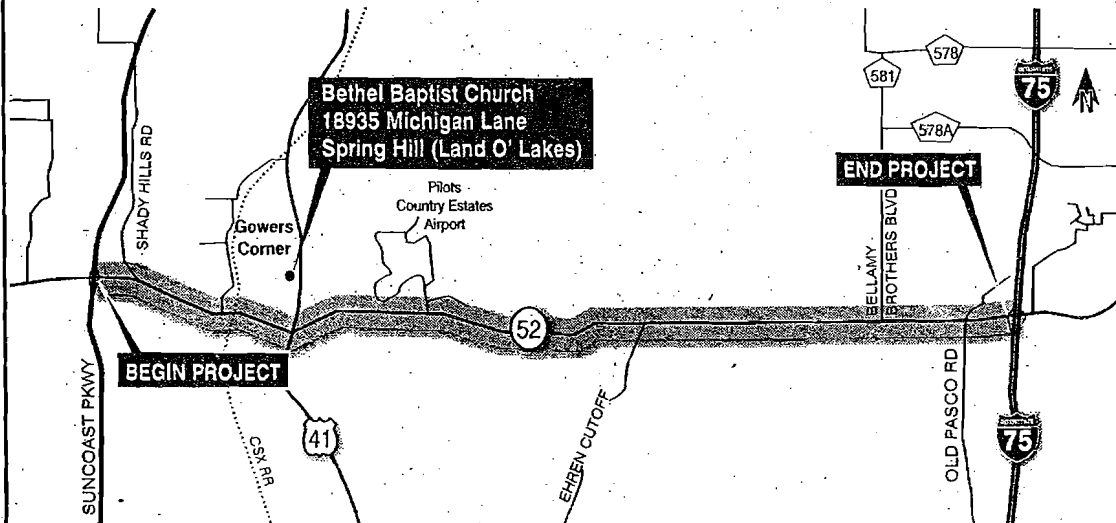 578
581
75
N
Bethel Baptist Church
18935 Michigan Lane
Spring Hill (Land O' Lakes)
578A
SHADY HILLS RD
END PROJECT
Pilots
Country Estates
Airport
Gowers
Corner
BELLAMY
BROTHERS BLVD
52
BEGIN PROJECT
SUNCOAST PKWY
41
CSX RR
EHREN CUTOFF
OLD PASCO RD
75